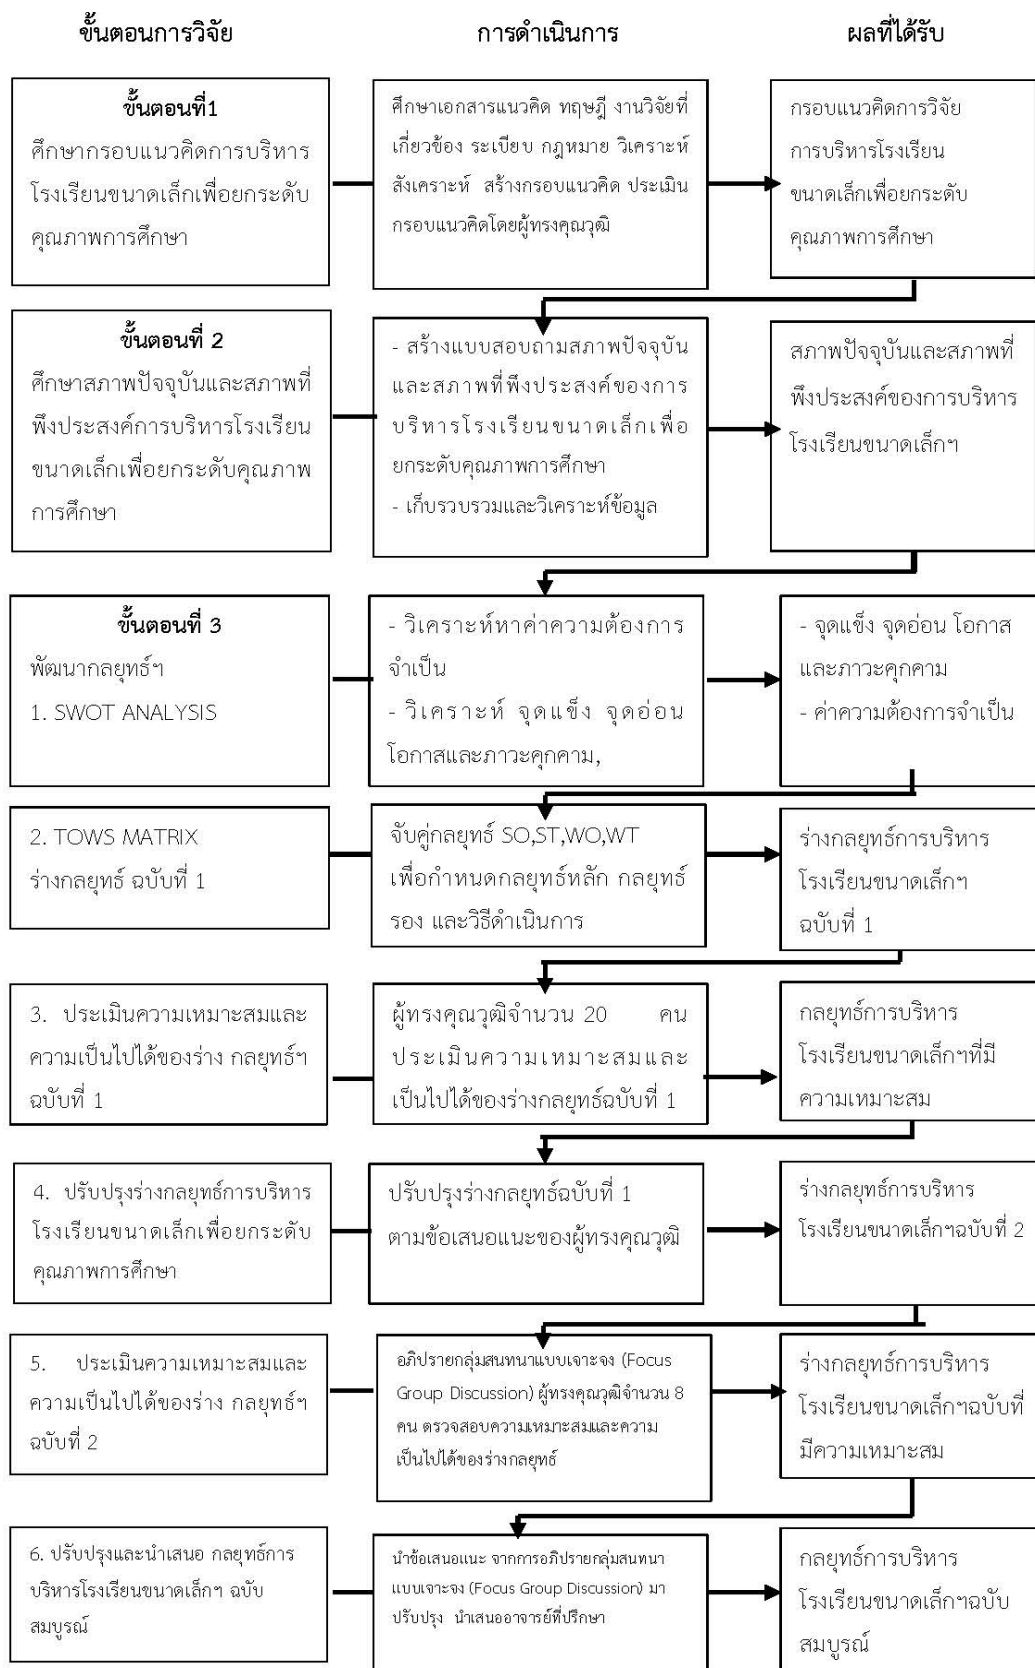 ขั้นตอนการวิจัย
การดำเนินการ
ผลที่ได้รับ
ขั้นตอนที่1
ศึกษากรอบแนวคิดการบริหาร
โรงเรียนขนาดเล็กเพื่อยกระดับ
คุณภาพการศึกษา
ศึกษาเอกสารแนวคิด ทฤษฎี งานวิจัยที่
เกี่ยวข้อง ระเบียบ กฎหมาย วิเคราะห์
สังเคราะห์ สร้างกรอบแนวคิด ประเมิน
กรอบแนวคิดโดยผู้ทรงคุณวุฒิ
กรอบแนวคิดการวิจัย
การบริหารโรงเรียน
ขนาดเล็กเพื่อยกระดับ
คุณภาพการศึกษา
ขั้นตอนที่ 2
ศึกษาสภาพปัจจุบันและสภาพที่
พึงประสงค์การบริหารโรงเรียน
ขนาดเล็กเพื่อยกระดับคุณภาพ
การศึกษา
- สร้างแบบสอบถามสภาพปัจจุบัน
และสภาพที่พึงประสงค์ของการ
บริหารโรงเรียนขนาดเล็กเพื่อ
ยกระดับคุณภาพการศึกษา
- เก็บรวบรวมและวิเคราะห์ข้อมูล
สภาพปัจจุบันและสภาพที่
พึงประสงค์ของการบริหาร
โรงเรียนขนาดเล็กฯ
ขั้นตอนที่ 3
พัฒนากลยุทธ์ฯ
1. SWOT ANALYSIS
- วิเคราะห์หาค่าความต้องการ
จำเป็น
- วิเคราะห์ จุดแข็ง จุดอ่อน
โอกาสและภาวะคุกคาม,
- จุดแข็ง จุดอ่อน โอกาส
และภาวะคุกคาม
- ค่าความต้องการจำเป็น
2. TOWS MATRIX
ร่างกลยุทธ์ ฉบับที่ 1
จับคู่กลยุทธ์ SO,ST,WO,WT
เพื่อกำหนดกลยุทธ์หลัก กลยุทธ์
รอง และวิธีดำเนินการ
ร่างกลยุทธ์การบริหาร
โรงเรียนขนาดเล็กฯ
ฉบับที่ 1
3. ประเมินความเหมาะสมและ
ความเป็นไปได้ของร่าง กลยุทธ์ฯ
ฉบับที่ 1
ผู้ทรงคุณวุฒิจำนวน 20 คน
ประเมินความเหมาะสมและ
เป็นไปได้ของร่างกลยุทธ์ฉบับที่ 1
กลยุทธ์การบริหาร
โรงเรียนขนาดเล็กฯที่มี
ความเหมาะสม
4. ปรับปรุงร่างกลยุทธ์การบริหาร
โรงเรียนขนาดเล็กเพื่อยกระดับ
คุณภาพการศึกษา
ปรับปรุงร่างกลยุทธ์ฉบับที่ 1
ตามข้อเสนอแนะของผู้ทรงคุณวุฒิ
ร่างกลยุทธ์การบริหาร
โรงเรียนขนาดเล็กฯฉบับที่ 2
5. ประเมินความเหมาะสมและ
ความเป็นไปได้ของร่าง กลยุทธ์ฯ
ฉบับที่ 2
อภิปรายกลุ่มสนทนาแบบเจาะจง (Focus
Group Discussion) ผู้ทรงคุณวุฒิจำนวน 8
คน ตรวจสอบความเหมาะสมและความ
เป็นไปได้ของร่างกลยุทธ์
ร่างกลยุทธ์การบริหาร
โรงเรียนขนาดเล็กฯฉบับที่
มีความเหมาะสม
6. ปรับปรุงและนำเสนอ กลยุทธ์การ
บริหารโรงเรียนขนาดเล็กฯ ฉบับ
สมบูรณ์
นำข้อเสนอแนะ จากการอภิปรายกลุ่มสนทนา
แบบเจาะจง (Focus Group Discussion) มา
ปรับปรุง นำเสนออาจารย์ที่ปรึกษา
กลยุทธ์การบริหาร
โรงเรียนขนาดเล็กฯฉบับ
สมบูรณ์